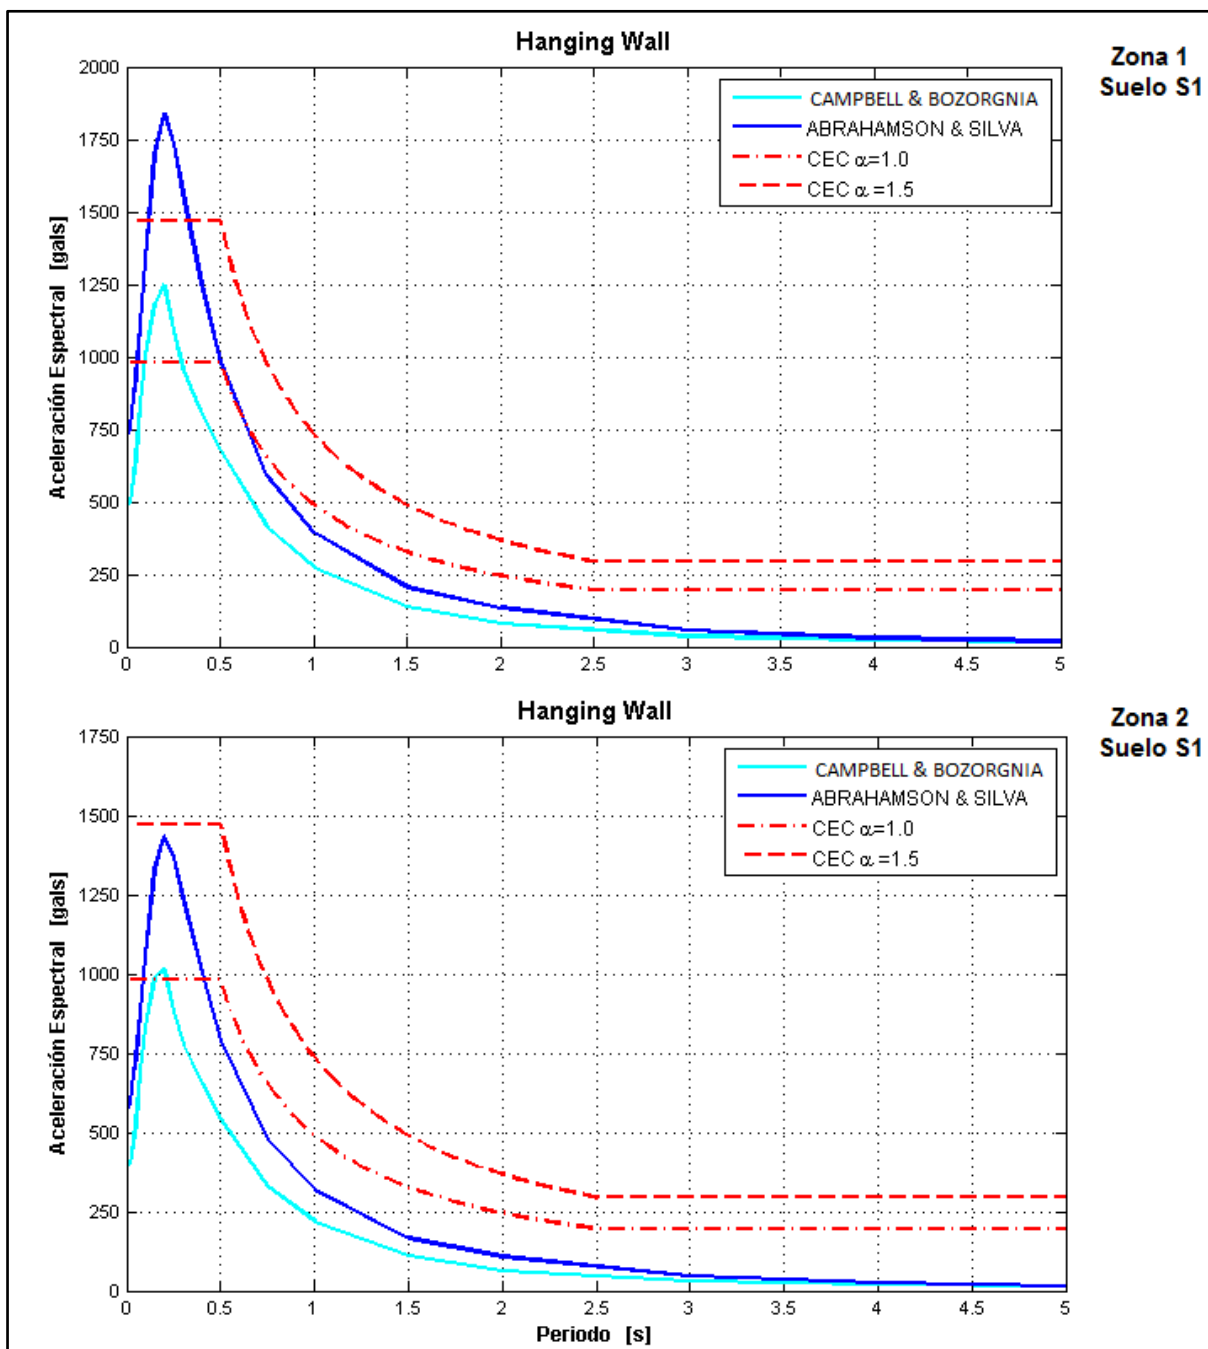 Hanging Wall
Zona 1
Suelo S1
2000
1750
1500
1250
1000
750
500
250
0
Aceleración Espectral [gals]
CAMPBELL & BOZORGNIA
ABRAHAMSON & SILVA
CEC α=1.0
CEC α=1.5
0 0.5 1 1.5 2 2.5 3 3.5 4 4.5 5
Hanging Wall
Zona 2
Suelo S1
1750
1500
1250
1000
750
500
250
0
Aceleración Espectral [gals]
CAMPBELL & BOZORGNIA
ABRAHAMSON & SILVA
CEC α=1.0
CEC α =1.5
0 0.5 1 1.5 2 2.5 3 3.5 4 4.5 5
Periodo [s]